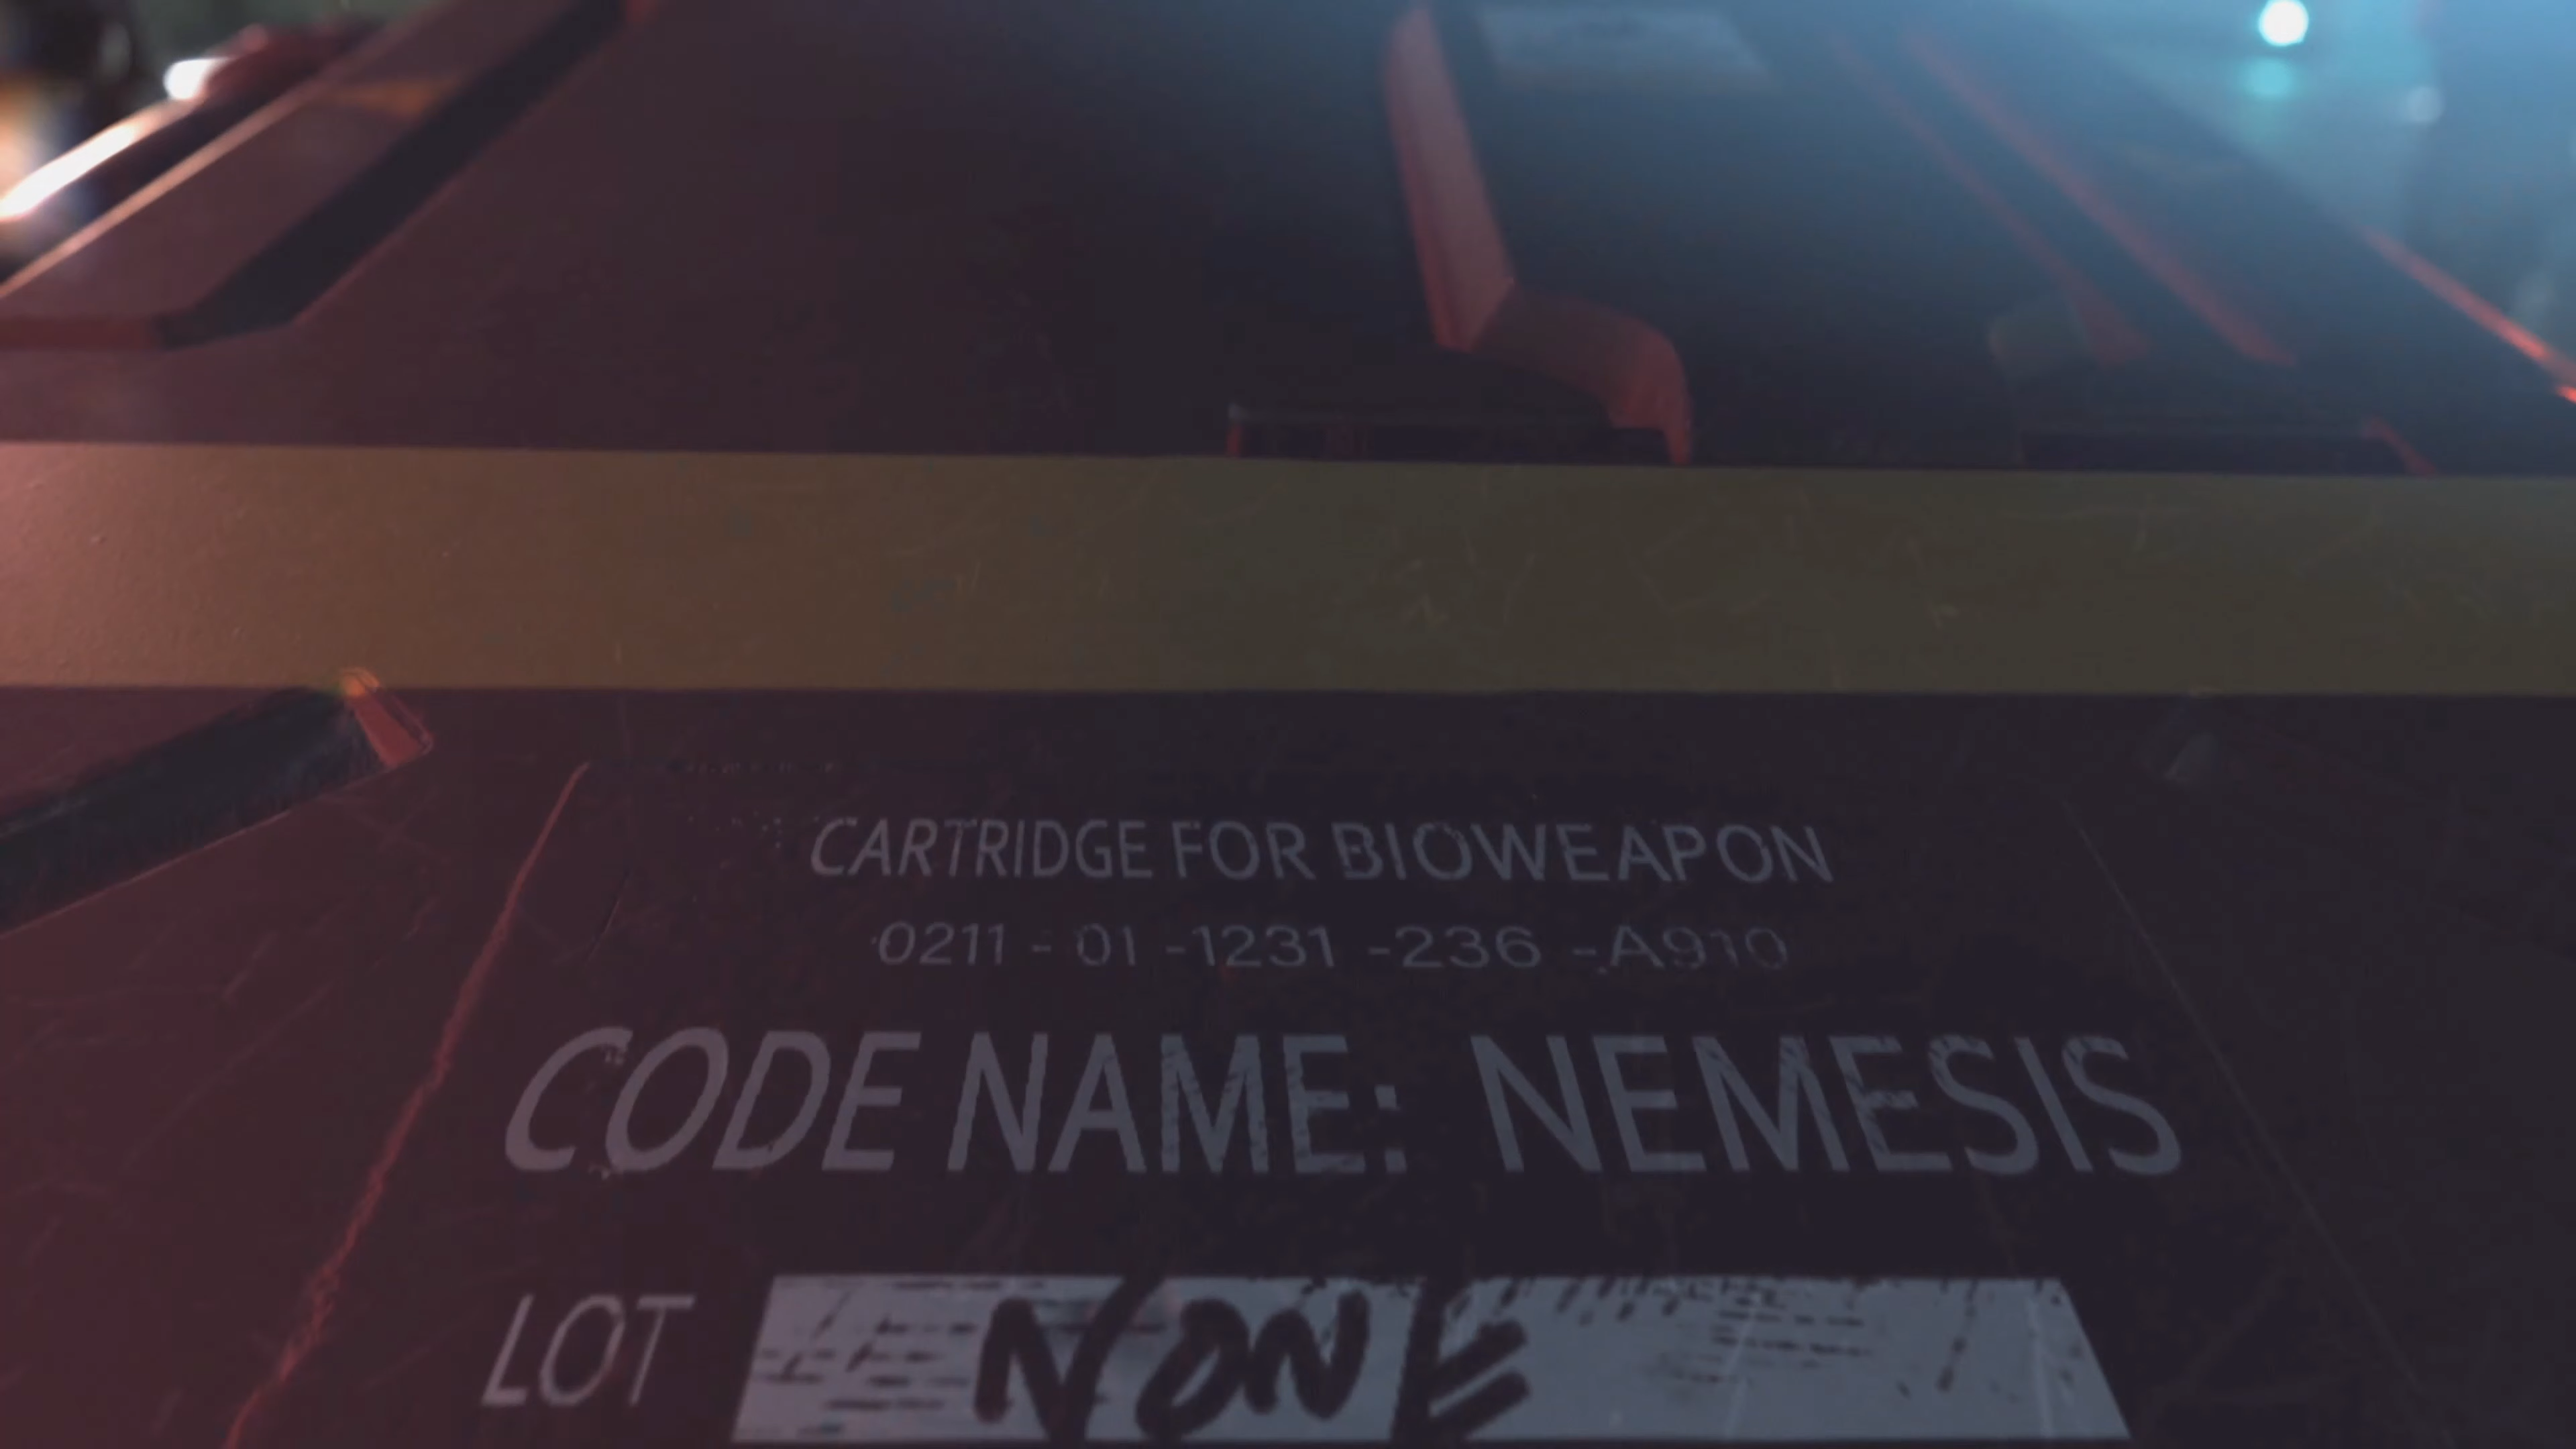 CARTRIDGE FOR BIOWEAPON
0211 - 01 -1231 -236 -A910
CODE NAME: NEMESIS
LOT NONE